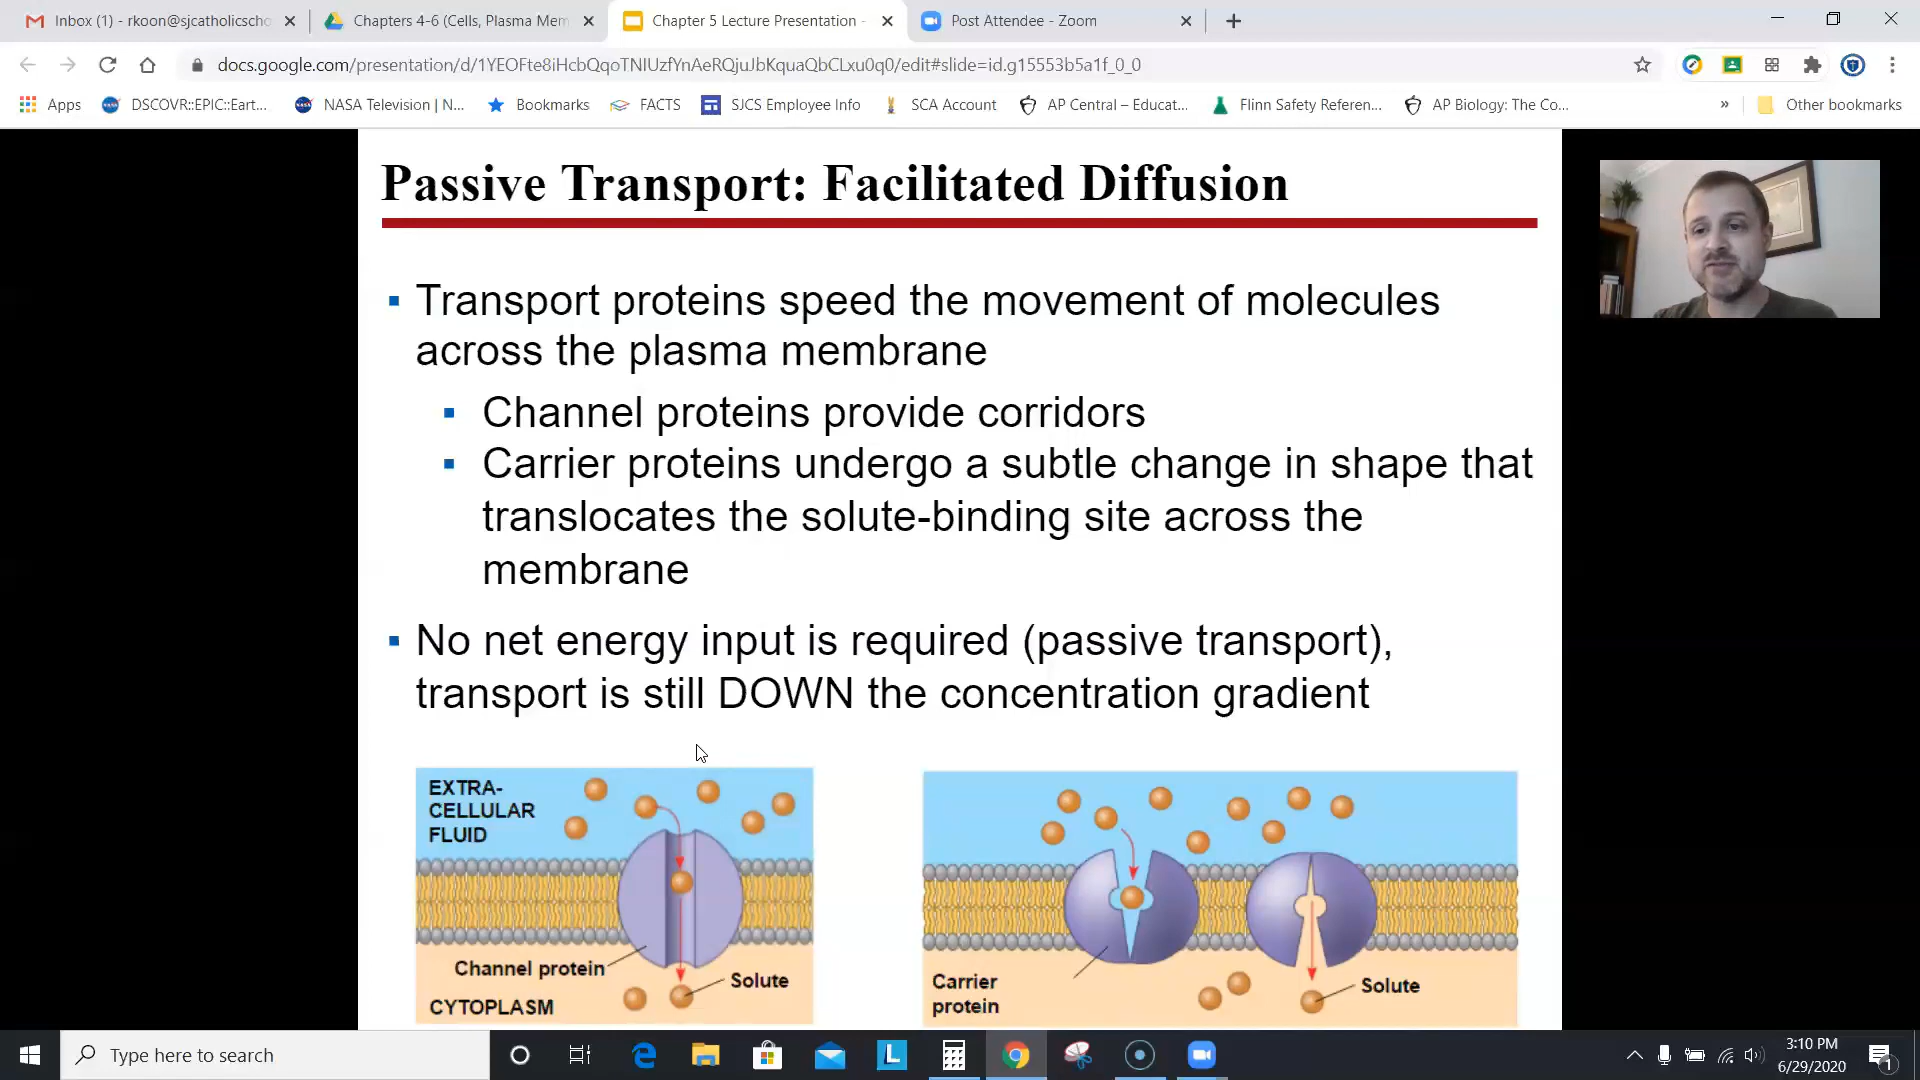 Inbox (1) - rkoon@sjcatholicscho
Chapters 4-6 (Cells, Plasma Mem
Chapter 5 Lecture Presentation -
Post Attendee - Zoom
docs.google.com/presentation/d/1YEOFte8iHcbQqoTNIUzfYnAeRQjuJbKquaQbCLxu0q0/edit#slide=id.g15553b5a1f_0_0
Apps
DSCOVR::EPIC::Eart...
NASA Television | N...
Bookmarks
FACTS
SJCS Employee Info
SCA Account
AP Central – Educat...
Flinn Safety Referen...
AP Biology: The Co...
»
Other bookmarks
Passive Transport: Facilitated Diffusion
▪ Transport proteins speed the movement of molecules
across the plasma membrane
▪ Channel proteins provide corridors
▪ Carrier proteins undergo a subtle change in shape that
translocates the solute-binding site across the
membrane
▪ No net energy input is required (passive transport),
transport is still DOWN the concentration gradient
EXTRA-
CELLULAR
FLUID
Channel protein
Solute
CYTOPLASM
Carrier
protein
Solute
Type here to search
3:10 PM
6/29/2020
1